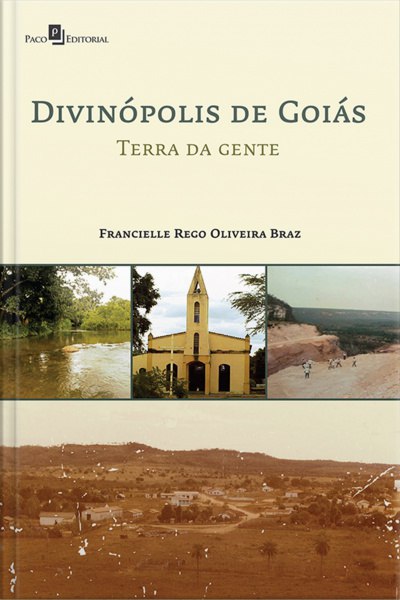 PACO EDITORIAL
DIVINÓPOLIS DE GOIÁS
TERRA DA GENTE
FRANCIELLE REGO OLIVEIRA BRAZ